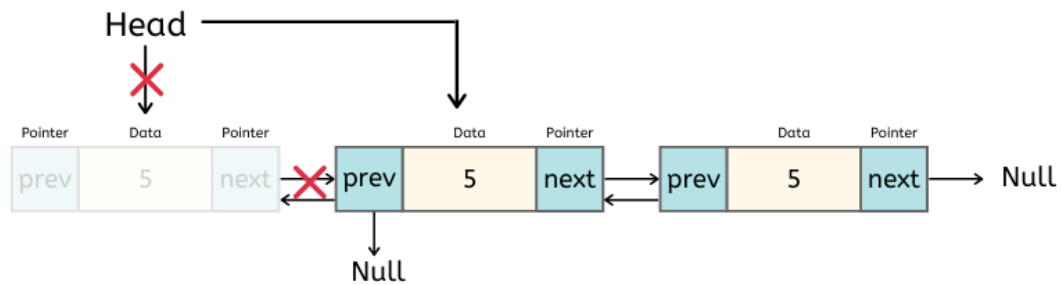 Head
Pointer Data Pointer Data Pointer Data Pointer
prev 5 next prev 5 next prev 5 next Null
Null